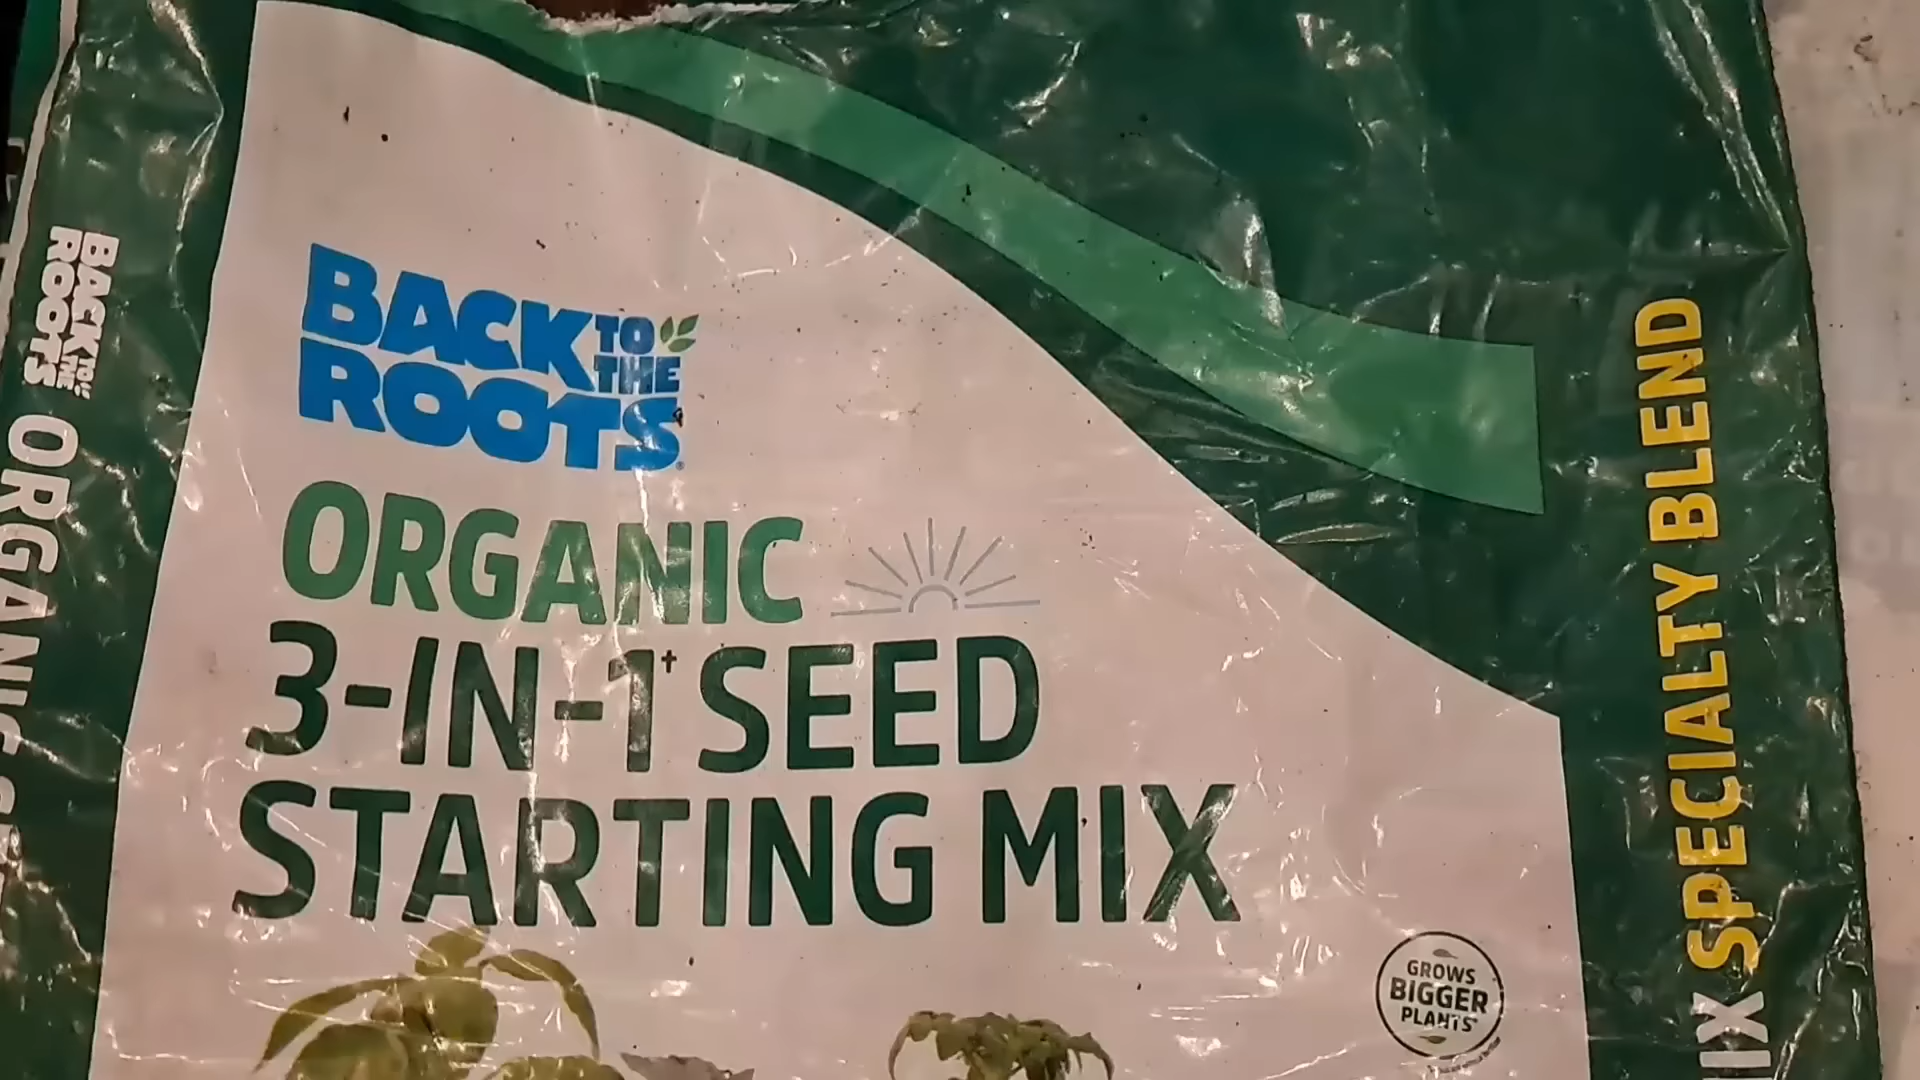 BACK TO THE
ROOTS
ORGANIC
3-IN-1† SEED
STARTING MIX
GROWS
BIGGER
PLANTS
SPECIALTY BLEND
BACK TO THE
ROOTS
ORGANIC